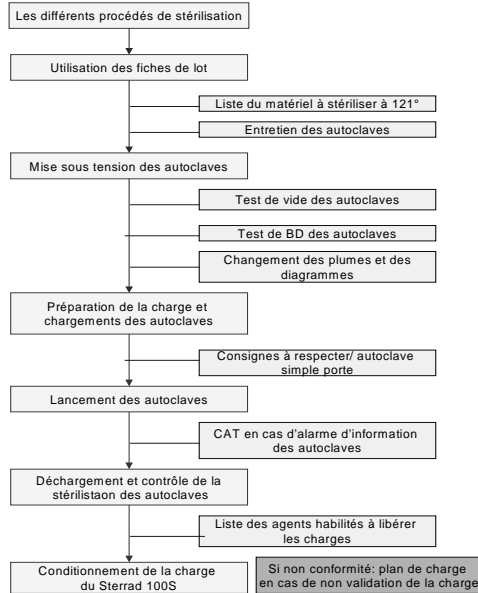 Les différents procédés de stérilisation
Utilisation des fiches de lot
Liste du matériel à stériliser à 121°
Entretien des autoclaves
Mise sous tension des autoclaves
Test de vide des autoclaves
Test de BD des autoclaves
Changement des plumes et des
diagrammes
Préparation de la charge et
chargements des autoclaves
Consignes à respecter/ autoclave
simple porte
Lancement des autoclaves
CAT en cas d'alarme d'information
des autoclaves
Déchargement et contrôle de la
stérilistaon des autoclaves
Liste des agents habilités à libérer
les charges
Conditionnement de la charge
du Sterrad 100S
Si non conformité: plan de charge
en cas de non validation de la charge